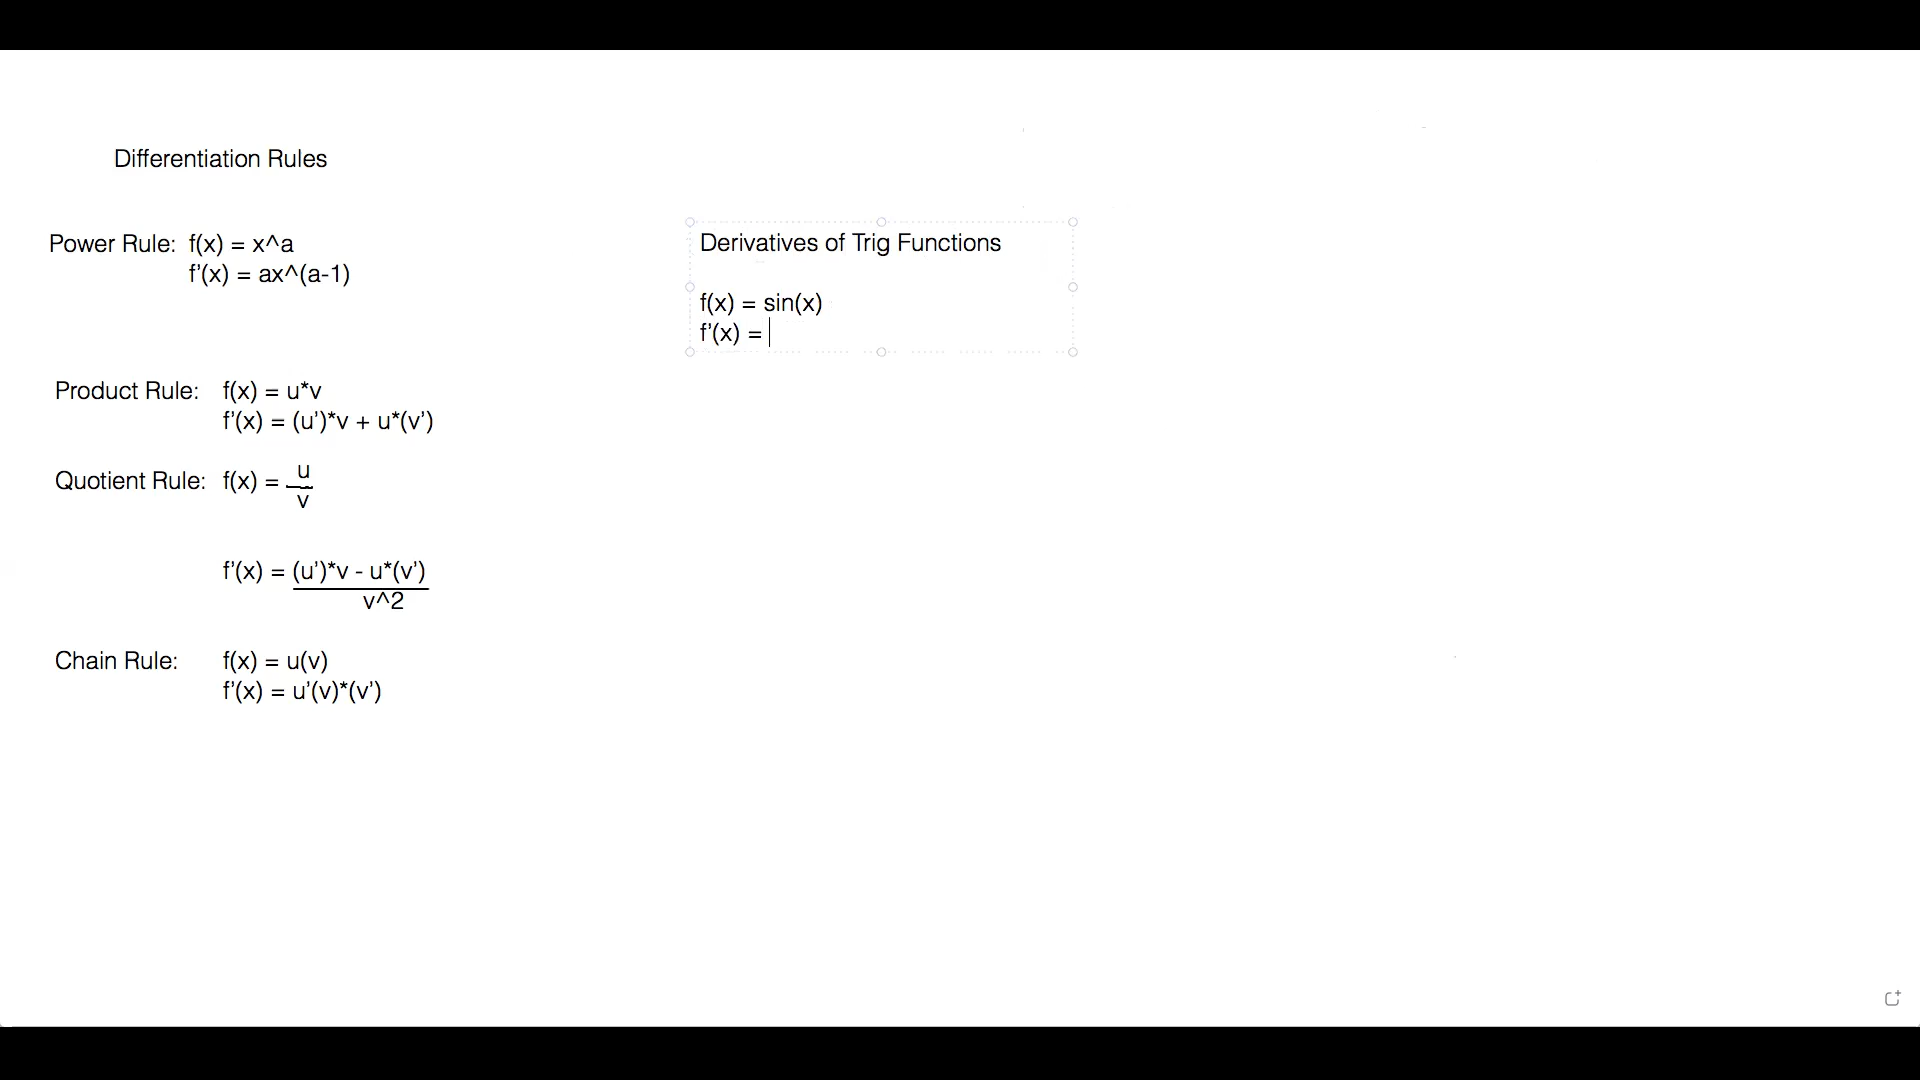 Differentiation Rules
Power Rule: f(x) = x^a
f'(x) = ax^(a-1)
Product Rule: f(x) = u*v
f'(x) = (u')*v + u*(v')
Quotient Rule: f(x) = u
v
f'(x) = (u')*v - u*(v')
v^2
Chain Rule: f(x) = u(v)
f'(x) = u'(v)*(v')
Derivatives of Trig Functions
f(x) = sin(x)
f'(x) =